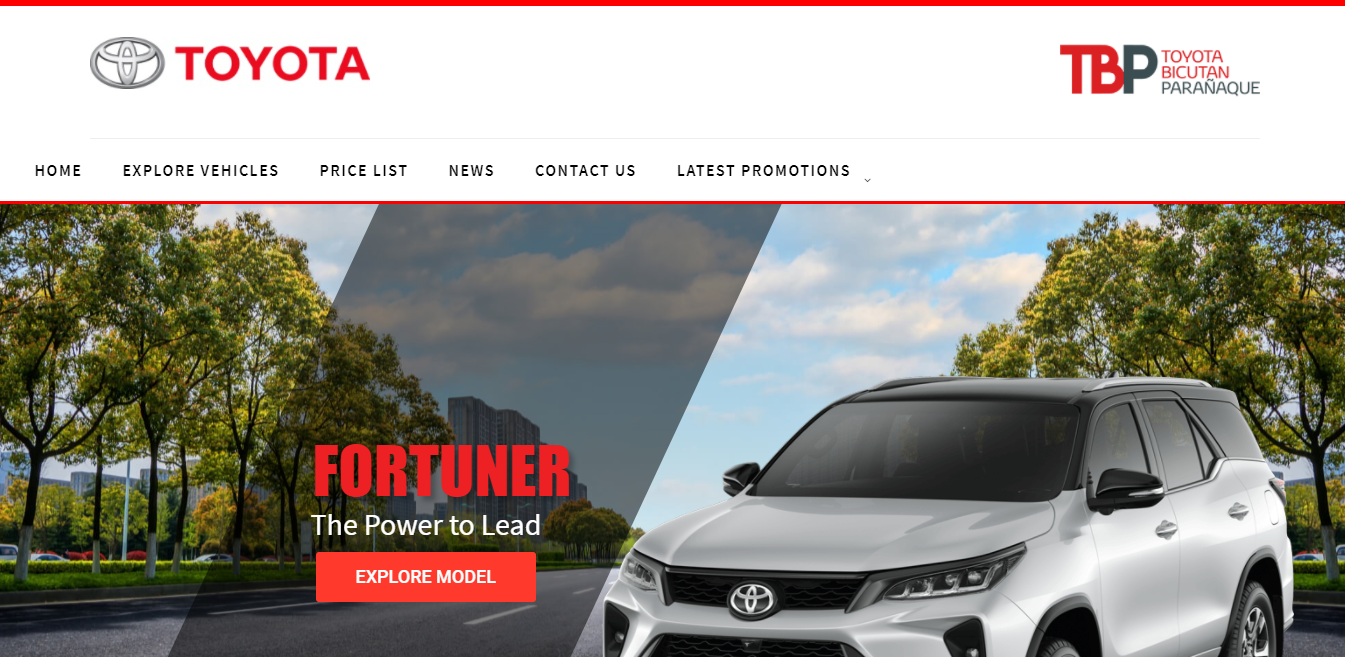 TOYOTA
TBP TOYOTA
BICUTAN
PARAÑAQUE
HOME EXPLORE VEHICLES PRICE LIST NEWS CONTACT US LATEST PROMOTIONS
FORTUNER
The Power to Lead
EXPLORE MODEL